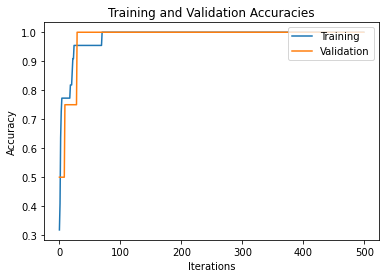 Training and Validation Accuracies
1.0
0.9
0.8
0.7
0.6
0.5
0.4
0.3
Accuracy
Training
Validation
0
100
200
300
400
500
Iterations